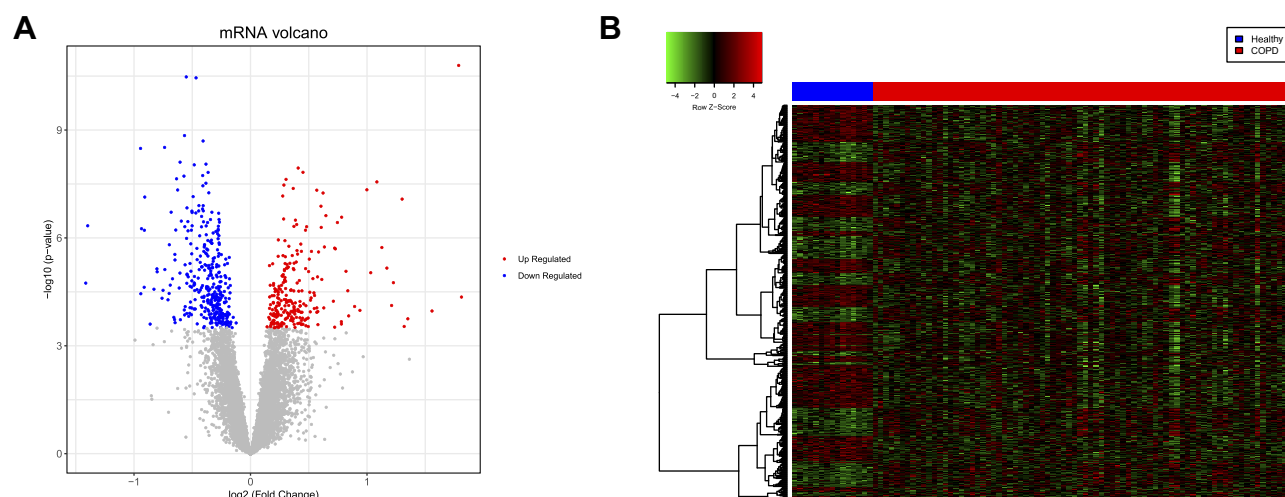 A
mRNA volcano
9
6
3
0
−log10 (p−value)
−1
0
1
log2 (Fold Change)
Up Regulated
Down Regulated
B
−4 −2 0 2 4
Row Z−Score
Healthy
COPD